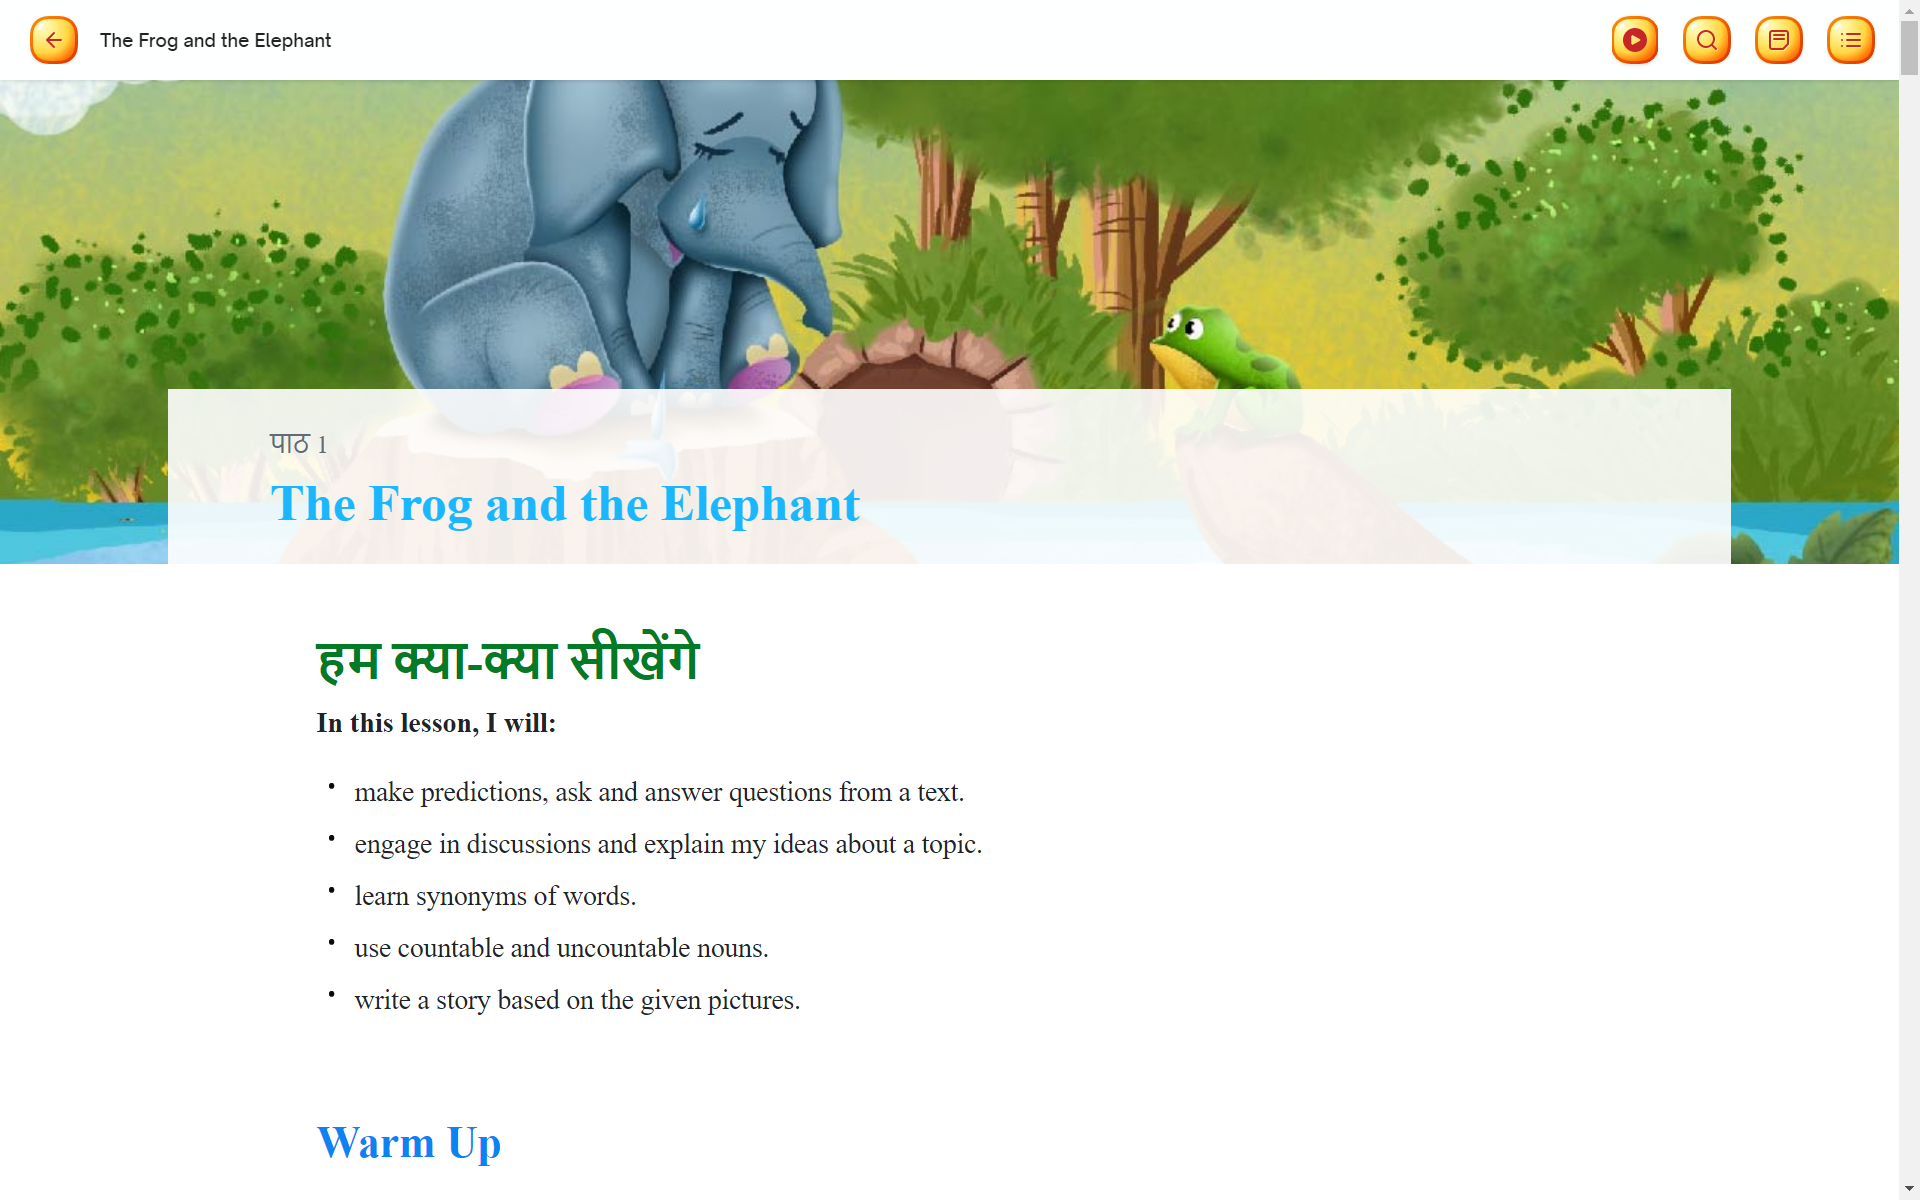 The Frog and the Elephant
पाठ 1
The Frog and the Elephant
हम क्या-क्या सीखेंगे
In this lesson, I will:
• make predictions, ask and answer questions from a text.
• engage in discussions and explain my ideas about a topic.
• learn synonyms of words.
• use countable and uncountable nouns.
• write a story based on the given pictures.
Warm Up